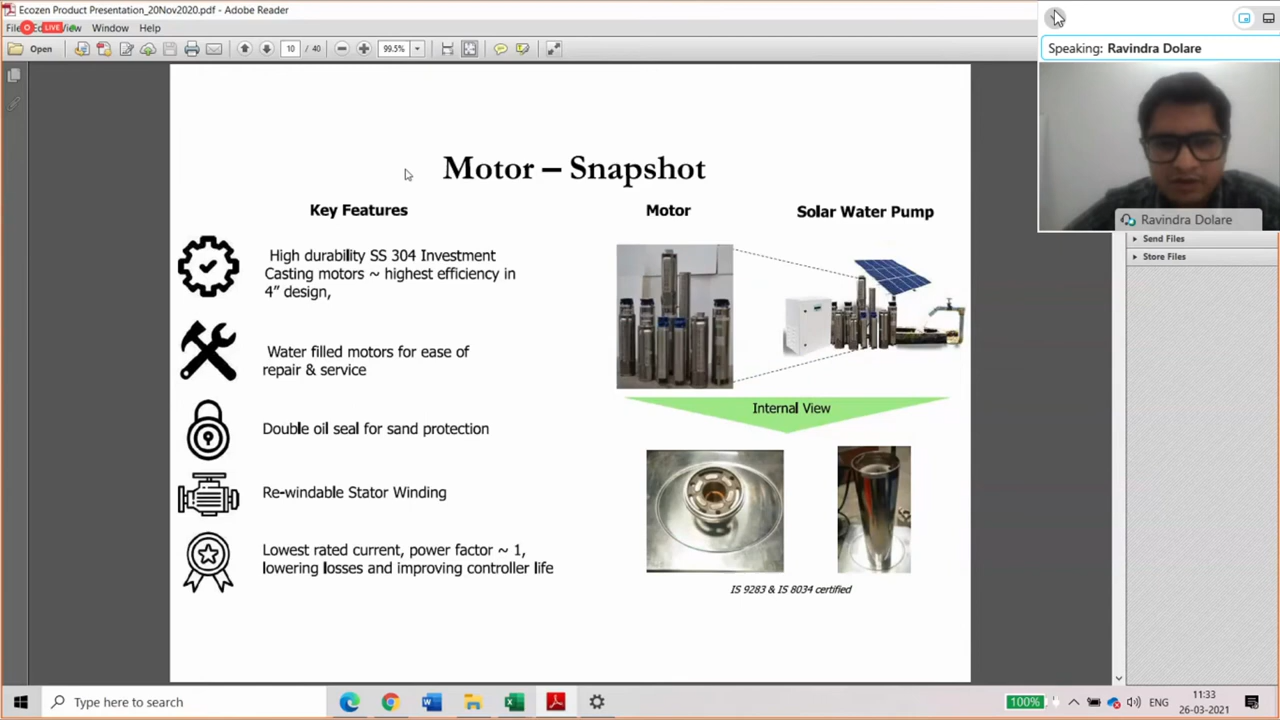 Ecozen Product Presentation_20Nov2020.pdf - Adobe Reader
LIVE
View Window Help
Open
10 / 40
99.5%
Speaking: Ravindra Dolare
Ravindra Dolare
Send Files
Store Files
Motor – Snapshot
Key Features
High durability SS 304 Investment
Casting motors ~ highest efficiency in
4” design,
Water filled motors for ease of
repair & service
Double oil seal for sand protection
Re-windable Stator Winding
Lowest rated current, power factor ~ 1,
lowering losses and improving controller life
Motor
Solar Water Pump
Internal View
IS 9283 & IS 8034 certified
Type here to search
100%
ENG
11:33
26-03-2021